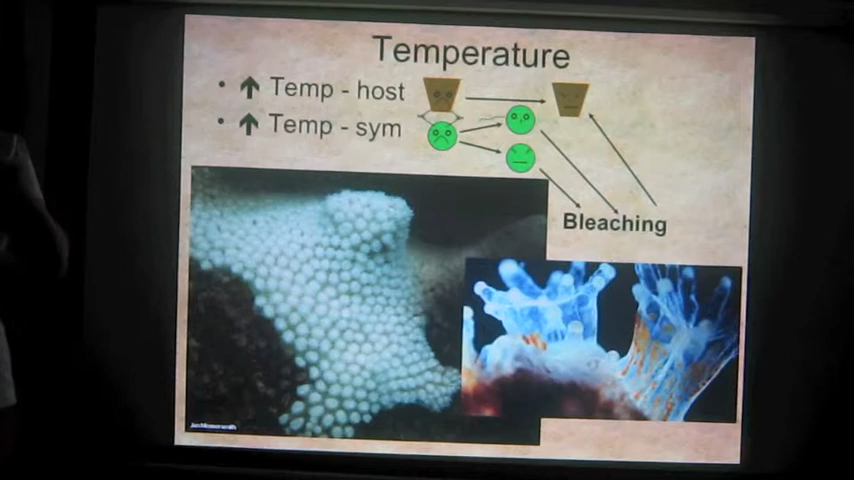 Temperature
• ↑ Temp - host
• ↑ Temp - sym
Bleaching